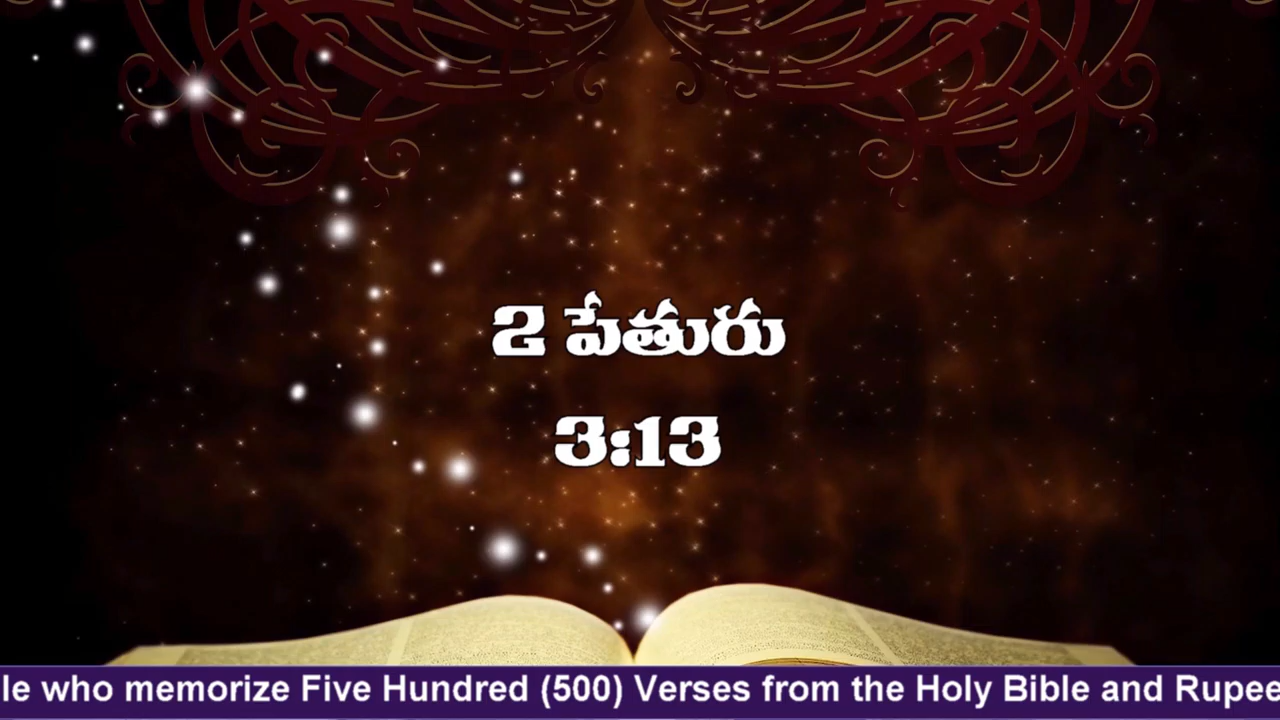 2 పేతురు
3:13
le who memorize Five Hundred (500) Verses from the Holy Bible and Rupee